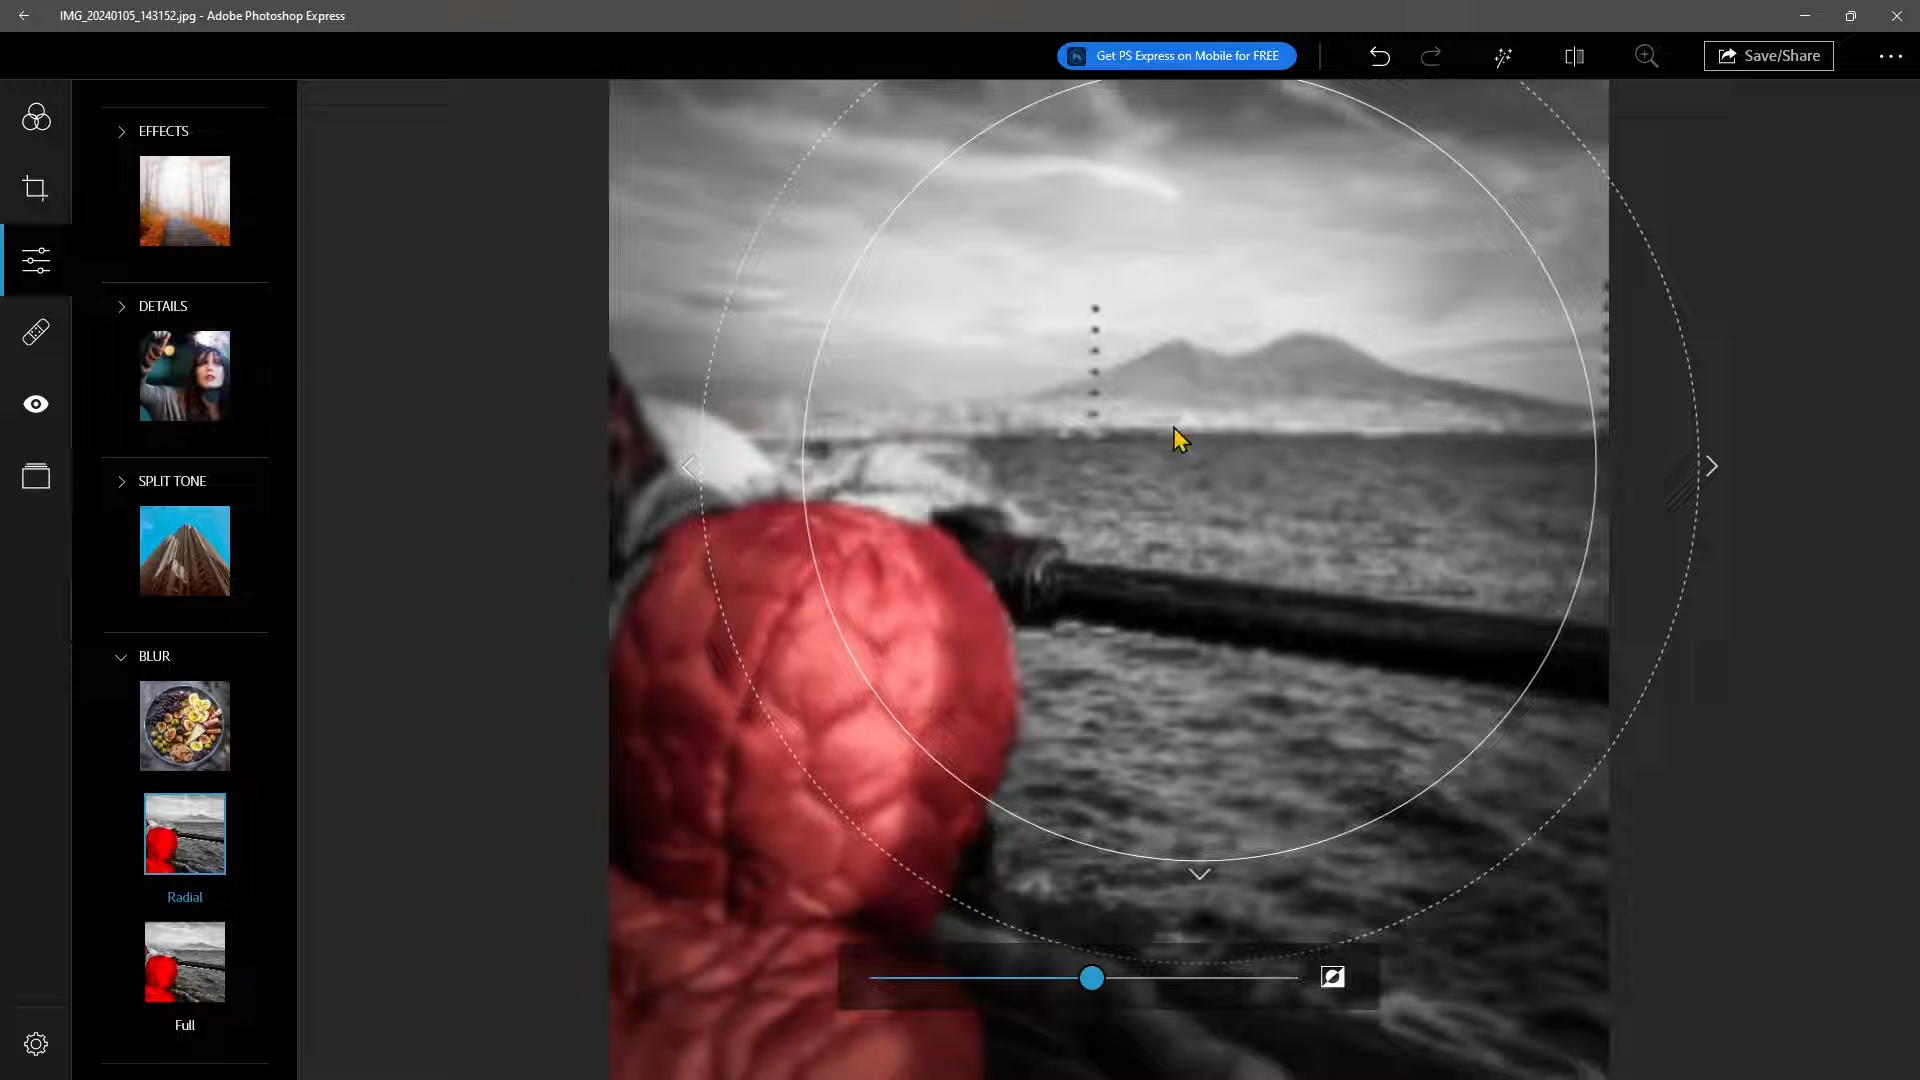 IMG_20240105_143152.jpg - Adobe Photoshop Express
Get PS Express on Mobile for FREE
Save/Share
EFFECTS
DETAILS
SPLIT TONE
BLUR
Radial
Full